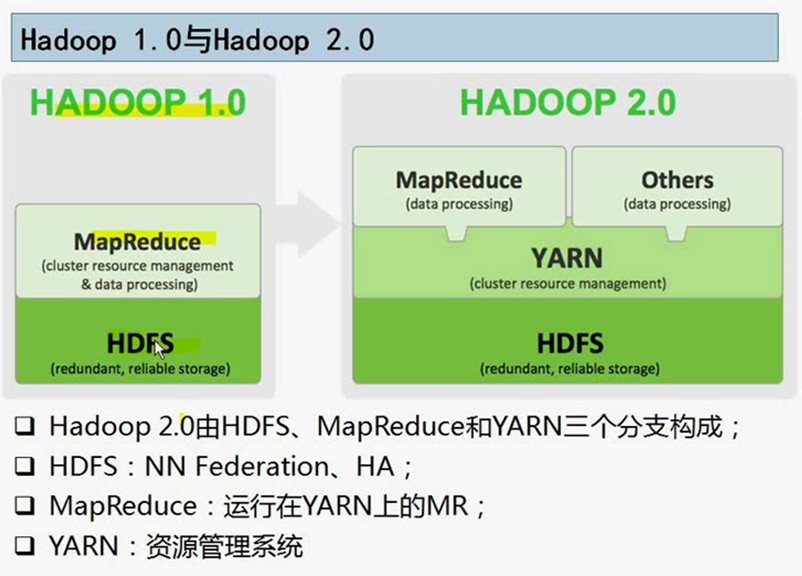 Hadoop 1.0与Hadoop 2.0
HADOOP 1.0
MapReduce
(cluster resource management
& data processing)
HDFS
(redundant, reliable storage)
HADOOP 2.0
MapReduce
(data processing)
Others
(data processing)
YARN
(cluster resource management)
HDFS
(redundant, reliable storage)
Hadoop 2.0由HDFS、MapReduce和YARN三个分支构成；
HDFS：NN Federation、HA；
MapReduce：运行在YARN上的MR；
YARN：资源管理系统